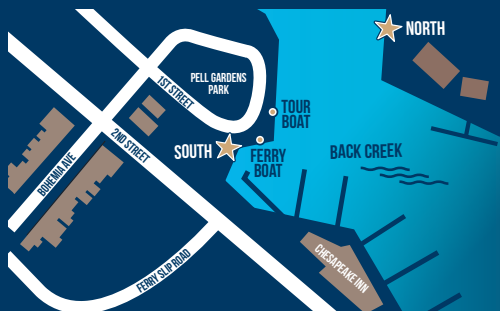 NORTH
PELL GARDENS
PARK
1ST STREET
TOUR
BOAT
2ND STREET
SOUTH
FERRY
BOAT
BACK CREEK
BOHEMIA AVE
FERRY SLIP ROAD
CHESAPEAKE INN